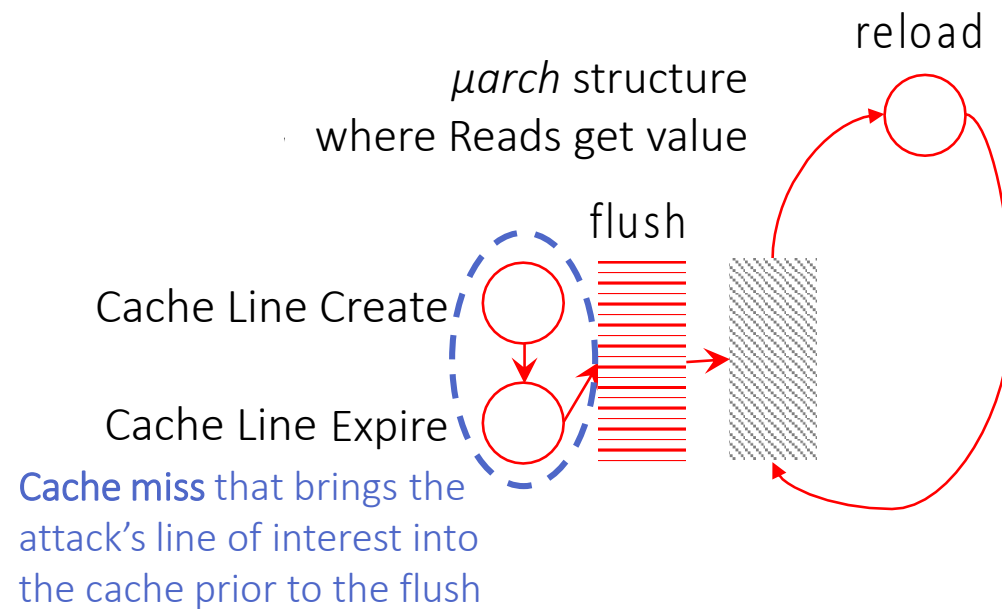 reload
µarch structure
where Reads get value
flush
Cache Line Create
Cache Line Expire
Cache miss that brings the
attack’s line of interest into
the cache prior to the flush